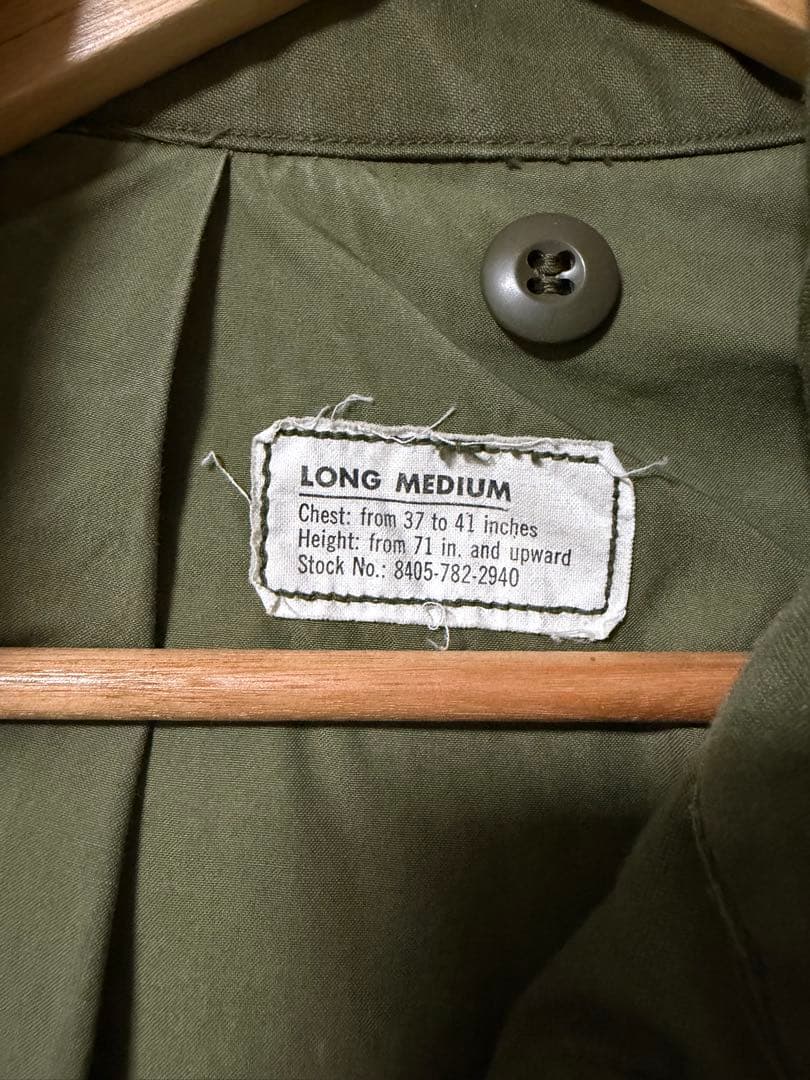 LONG MEDIUM
Chest: from 37 to 41 inches
Height: from 71 in. and upward
Stock No.: 8405-782-2940